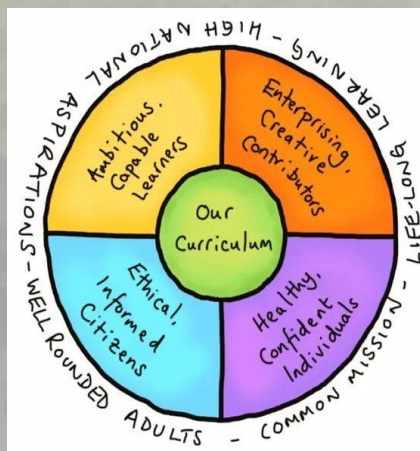 HIGH NATIONAL ASPIRATIONS - WELL ROUNDED ADULTS - COMMON MISSION - LIFE-LONG LEARNING -
Ambitious,
Capable
Learners
Enterprising,
Creative
Contributors
Our
Curriculum
Ethical,
Informed
Citizens
Healthy,
Confident
Individuals